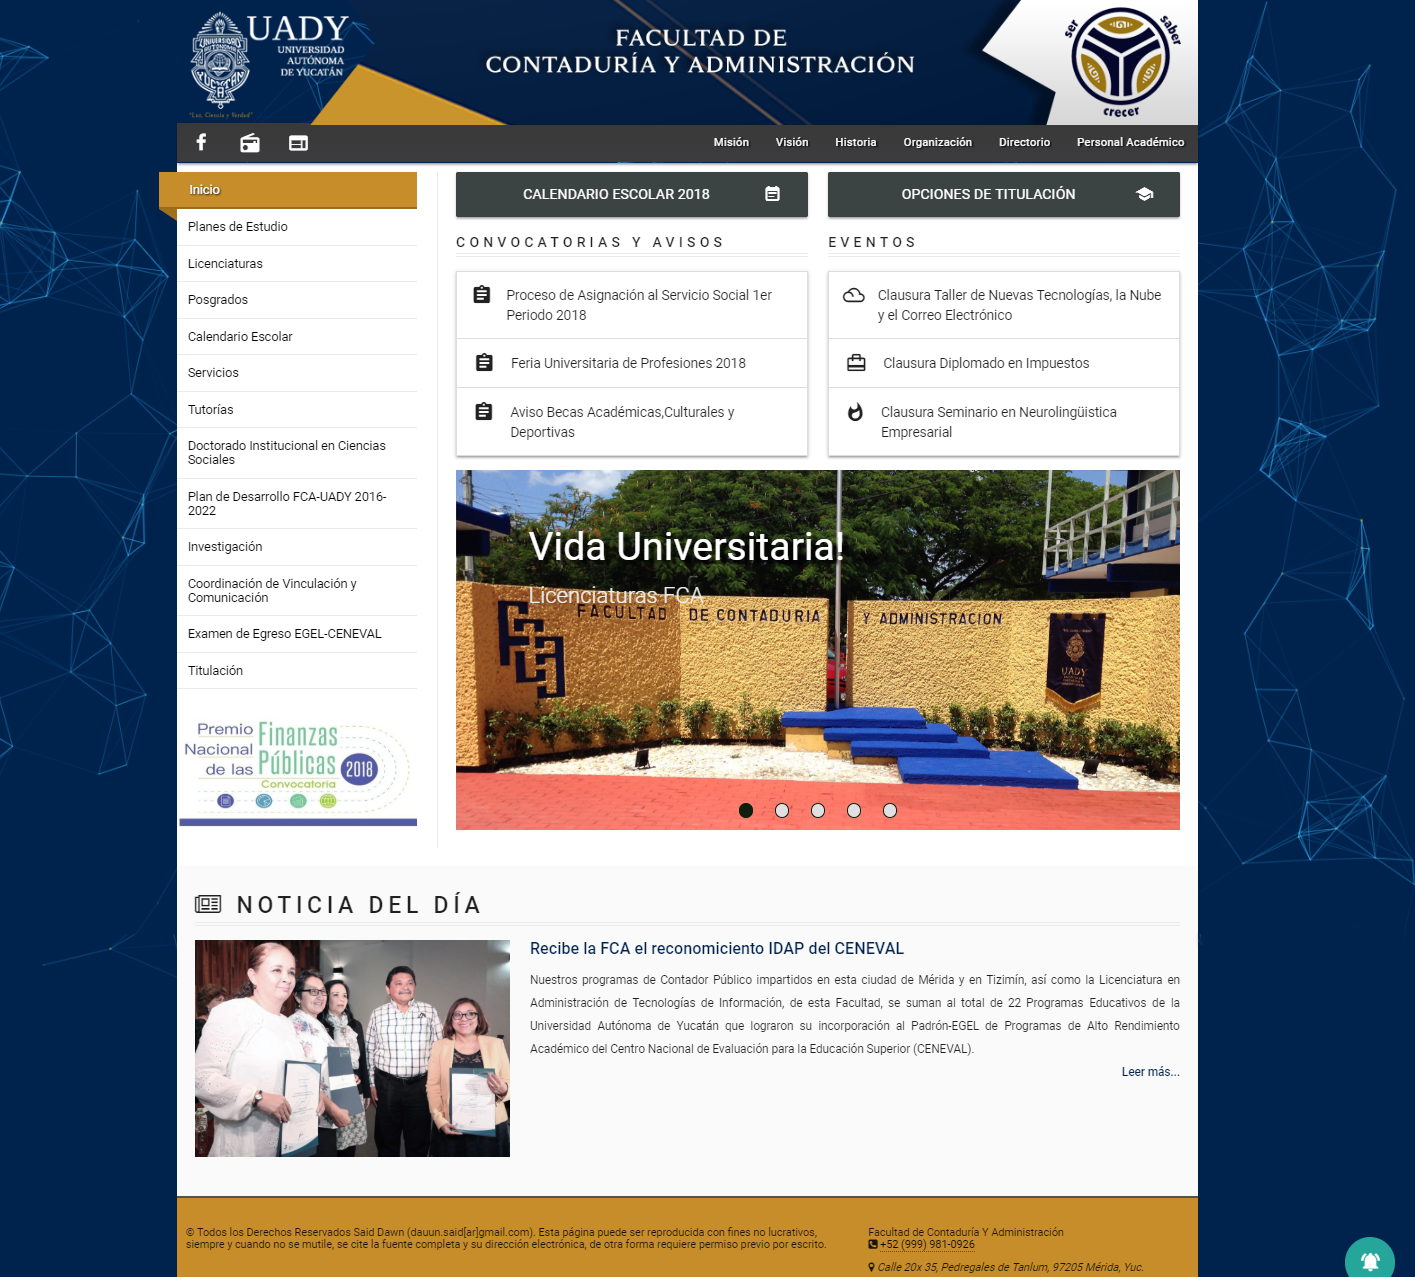 UADY
UNIVERSIDAD
AUTÓNOMA
DE YUCATÁN
"Luz, Ciencia y Verdad"
FACULTAD DE
CONTADURÍA Y ADMINISTRACIÓN
ser
saber
crecer
Misión Visión Historia Organización Directorio Personal Académico
Inicio
Planes de Estudio
Licenciaturas
Posgrados
Calendario Escolar
Servicios
Tutorías
Doctorado Institucional en Ciencias
Sociales
Plan de Desarrollo FCA-UADY 2016-
2022
Investigación
Coordinación de Vinculación y
Comunicación
Examen de Egreso EGEL-CENEVAL
Titulación
Premio
Nacional
de las
Finanzas
Públicas
2018
Convocatoria
CALENDARIO ESCOLAR 2018
OPCIONES DE TITULACIÓN
CONVOCATORIAS Y AVISOS
Proceso de Asignación al Servicio Social 1er
Periodo 2018
Feria Universitaria de Profesiones 2018
Aviso Becas Académicas,Culturales y
Deportivas
EVENTOS
Clausura Taller de Nuevas Tecnologías, la Nube
y el Correo Electrónico
Clausura Diplomado en Impuestos
Clausura Seminario en Neurolingüistica
Empresarial
Vida Universitaria!
Licenciaturas FCA
FACULTAD DE CONTADURIA Y ADMINISTRACION
FCA
UADY
NOTICIA DEL DÍA
Recibe la FCA el reconomiciento IDAP del CENEVAL
Nuestros programas de Contador Público impartidos en esta ciudad de Mérida y en Tizimín, así como la Licenciatura en
Administración de Tecnologías de Información, de esta Facultad, se suman al total de 22 Programas Educativos de la
Universidad Autónoma de Yucatán que lograron su incorporación al Padrón-EGEL de Programas de Alto Rendimiento
Académico del Centro Nacional de Evaluación para la Educación Superior (CENEVAL).
Leer más...
© Todos los Derechos Reservados Said Dawn (dauun.said[ar]gmail.com). Esta página puede ser reproducida con fines no lucrativos,
siempre y cuando no se mutile, se cite la fuente completa y su dirección electrónica, de otra forma requiere permiso previo por escrito.
Facultad de Contaduría Y Administración
+52 (999) 981-0926
Calle 20x 35, Pedregales de Tanlum, 97205 Mérida, Yuc.